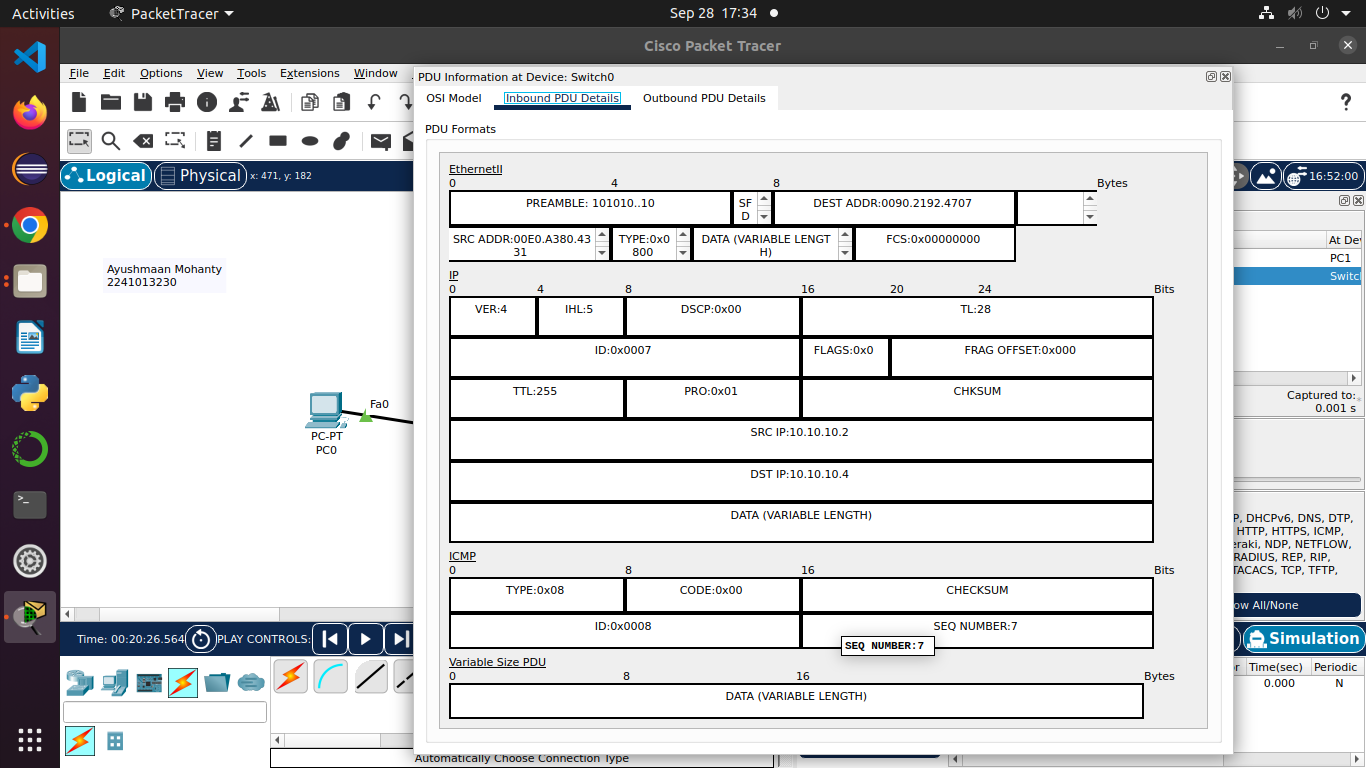 Activities PacketTracer Sep 28 17:34
Cisco Packet Tracer
File Edit Options View Tools Extensions Window
PDU Information at Device: Switch0
OSI Model Inbound PDU Details Outbound PDU Details
Logical Physical x: 471, y: 182
16:52:00
PDU Formats
EthernetII
0 4 8 Bytes
PREAMBLE: 101010..10
SF
D
DEST ADDR:0090.2192.4707
SRC ADDR:00E0.A380.43
31
TYPE:0x0
800
DATA (VARIABLE LENGT
H)
FCS:0x00000000
IP
0 4 8 16 20 24 Bits
VER:4 IHL:5 DSCP:0x00 TL:28
ID:0x0007 FLAGS:0x0 FRAG OFFSET:0x000
TTL:255 PRO:0x01 CHKSUM
SRC IP:10.10.10.2
DST IP:10.10.10.4
DATA (VARIABLE LENGTH)
ICMP
0 8 16 Bits
TYPE:0x08 CODE:0x00 CHECKSUM
ID:0x0008 SEQ NUMBER:7
SEQ NUMBER:7
Variable Size PDU
0 8 16 Bytes
DATA (VARIABLE LENGTH)
Ayushmaan Mohanty
2241013230
Fa0
PC-PT
PC0
At De
PC1
Switc
Captured to:
0.001 s
P, DHCPv6, DNS, DTP,
HTTP, HTTPS, ICMP,
eraki, NDP, NETFLOW,
RADIUS, REP, RIP,
TACACS, TCP, TFTP,
ow All/None
Time: 00:20:26.564 PLAY CONTROLS:
Simulation
Time(sec) Periodic
0.000 N
Automatically Choose Connection Type